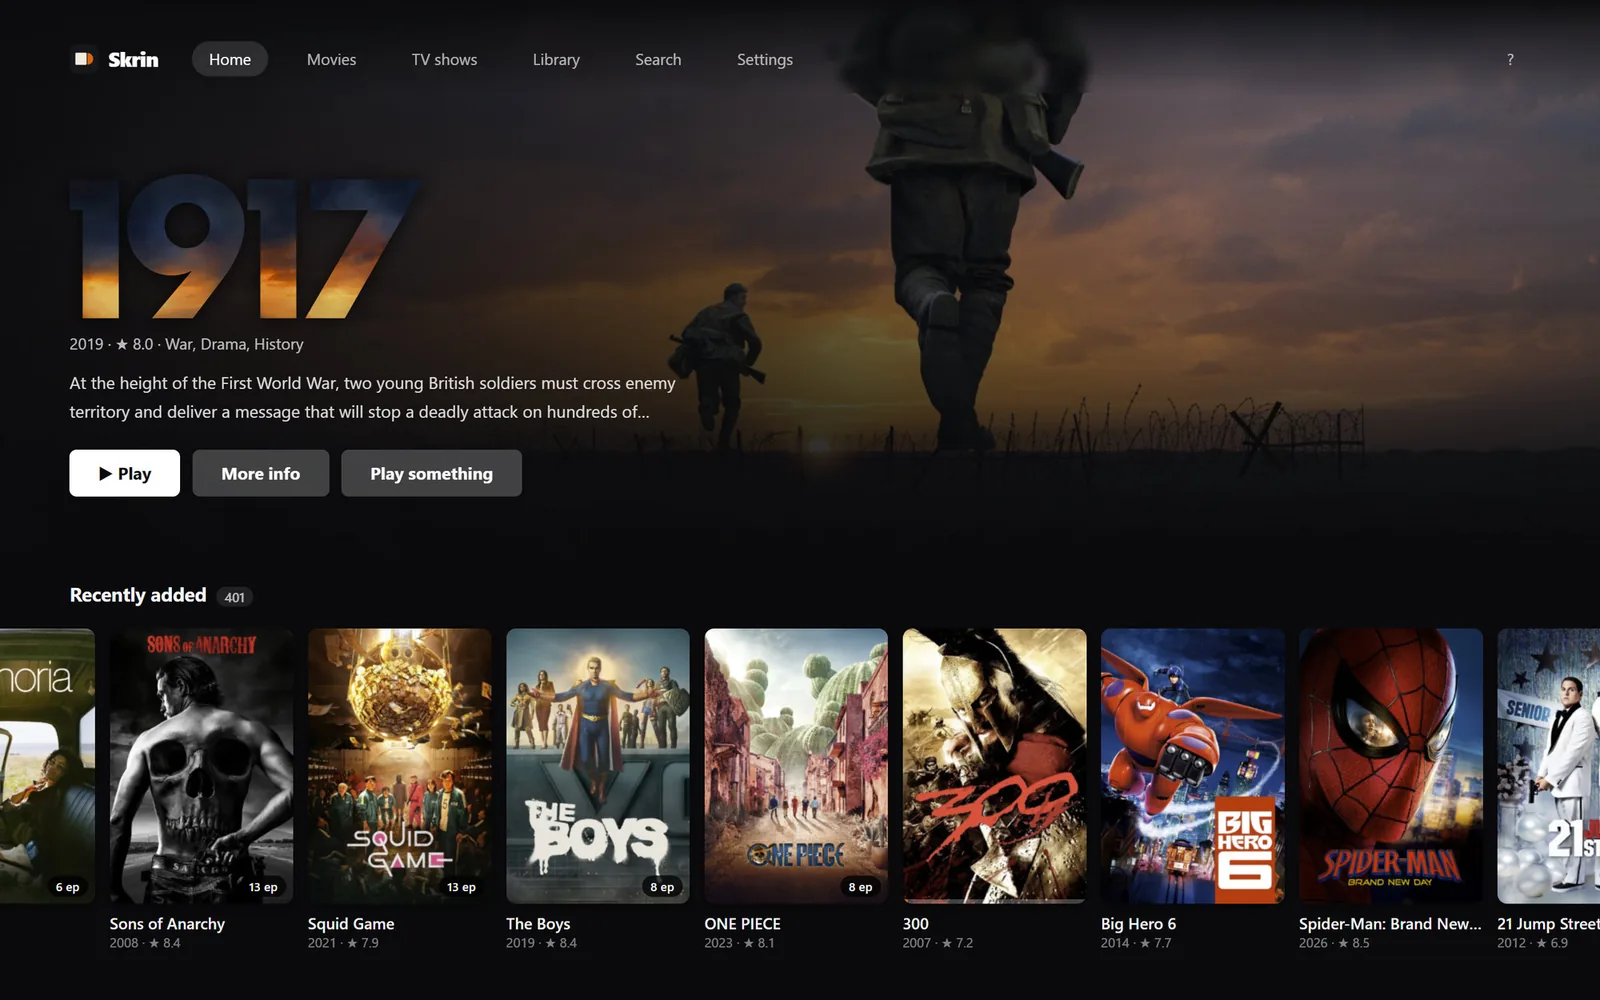 Skrin
Home
Movies
TV shows
Library
Search
Settings
?
1917
2019 · ★ 8.0 · War, Drama, History
At the height of the First World War, two young British soldiers must cross enemy
territory and deliver a message that will stop a deadly attack on hundreds of...
▶ Play
More info
Play something
Recently added 401
noria
6 ep
SONS OF ANARCHY
13 ep
SQUID
GAME
13 ep
THE
BOYS
8 ep
ONE PIECE
8 ep
300
BIG
HERO
6
SPIDER-MAN
BRAND NEW DAY
SENIOR
21
Sons of Anarchy
2008 · ★ 8.4
Squid Game
2021 · ★ 7.9
The Boys
2019 · ★ 8.4
ONE PIECE
2023 · ★ 8.1
300
2007 · ★ 7.2
Big Hero 6
2014 · ★ 7.7
Spider-Man: Brand New...
2026 · ★ 8.5
21 Jump Street
2012 · ★ 6.9